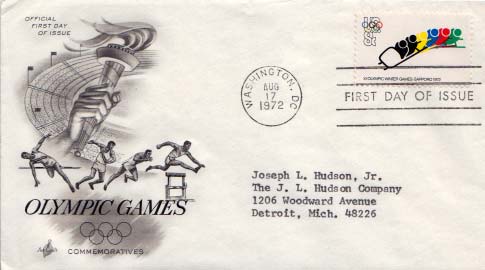 OFFICIAL
FIRST DAY
OF ISSUE
US
8c
XI OLYMPIC WINTER GAMES·SAPPORO 1972
WASHINGTON, DC
AUG
17
1972
FIRST DAY OF ISSUE
Joseph L. Hudson, Jr.
The J. L. Hudson Company
1206 Woodward Avenue
Detroit, Mich. 48226
OLYMPIC GAMES
COMMEMORATIVES